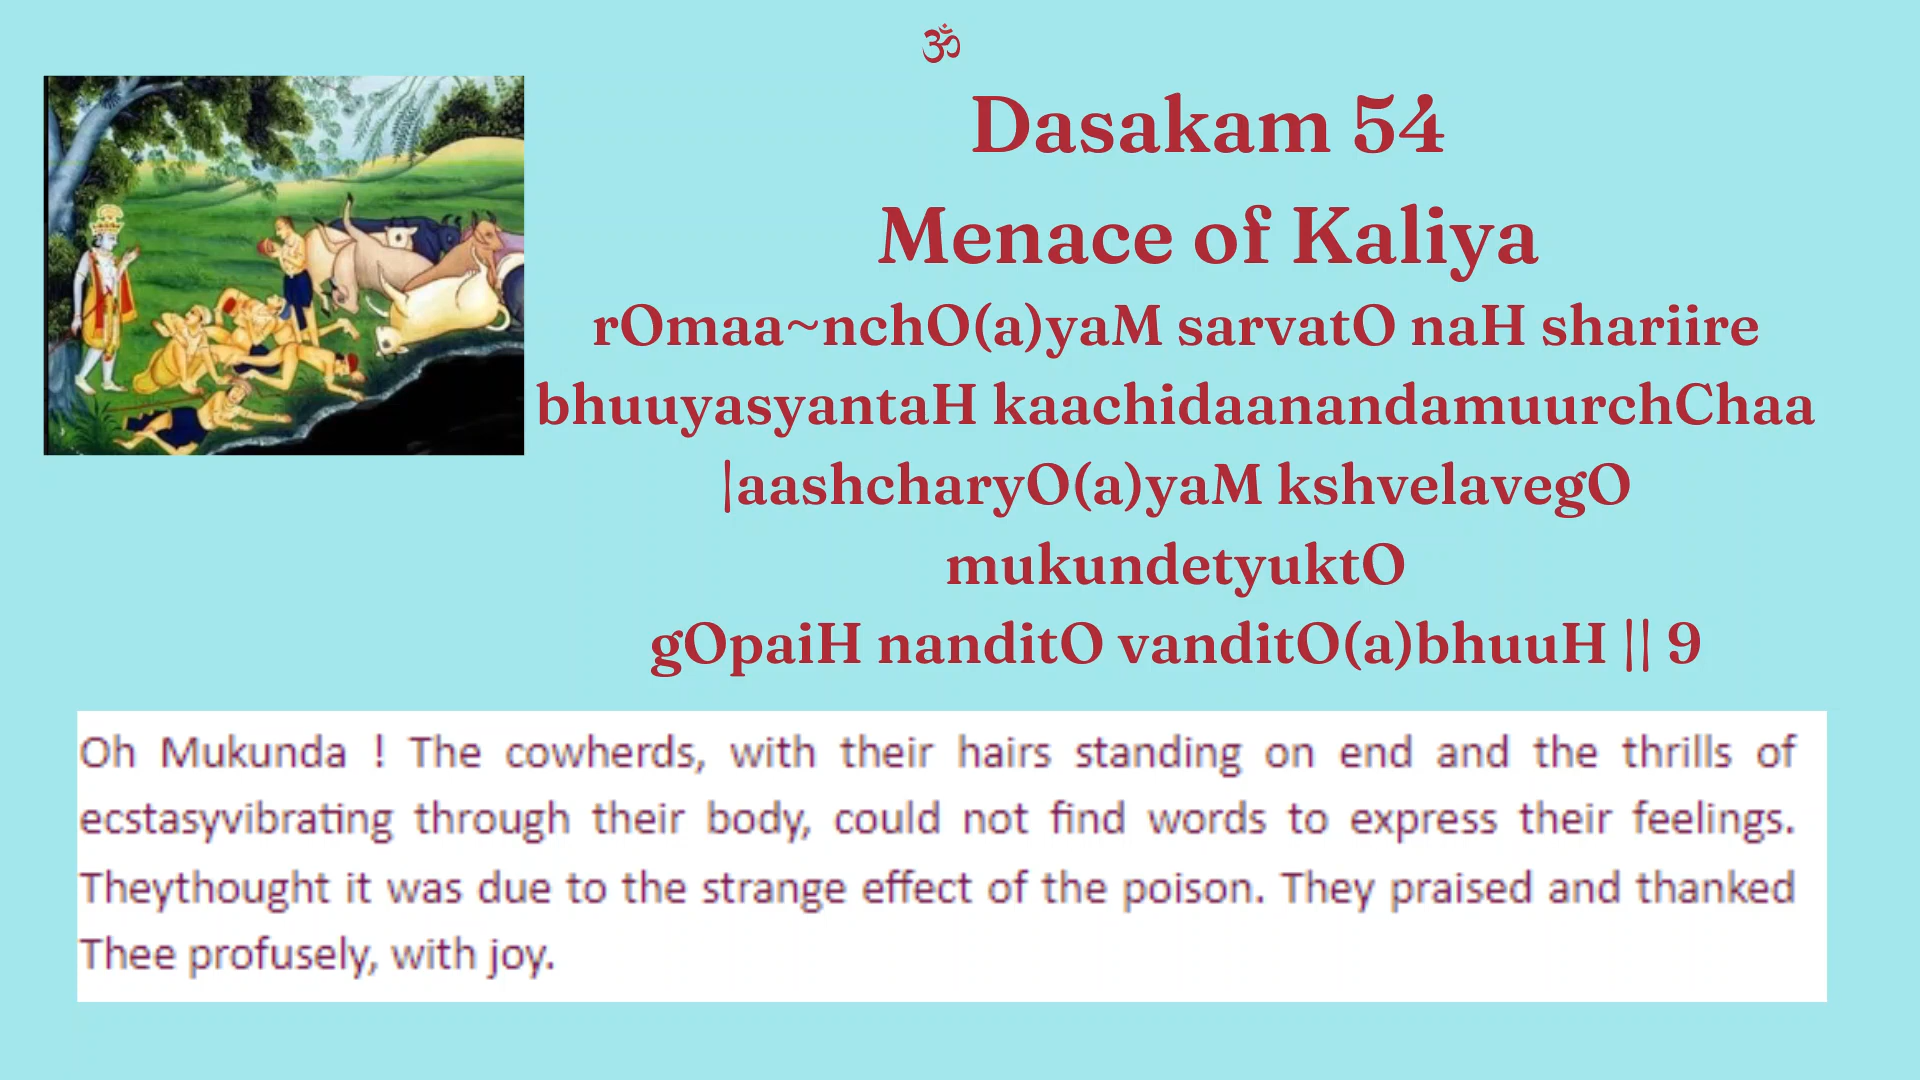 ॐ
Dasakam 54
Menace of Kaliya
rOmaa~nchO(a)yaM sarvatO naH shariire
bhuuyasyantaH kaachidaanandamuurchChaa
|aashcharyO(a)yaM kshvelavegO
mukundetyuktO
gOpaiH nanditO vanditO(a)bhuuH || 9
Oh Mukunda ! The cowherds, with their hairs standing on end and the thrills of
ecstasyvibrating through their body, could not find words to express their feelings.
Theythought it was due to the strange effect of the poison. They praised and thanked
Thee profusely, with joy.